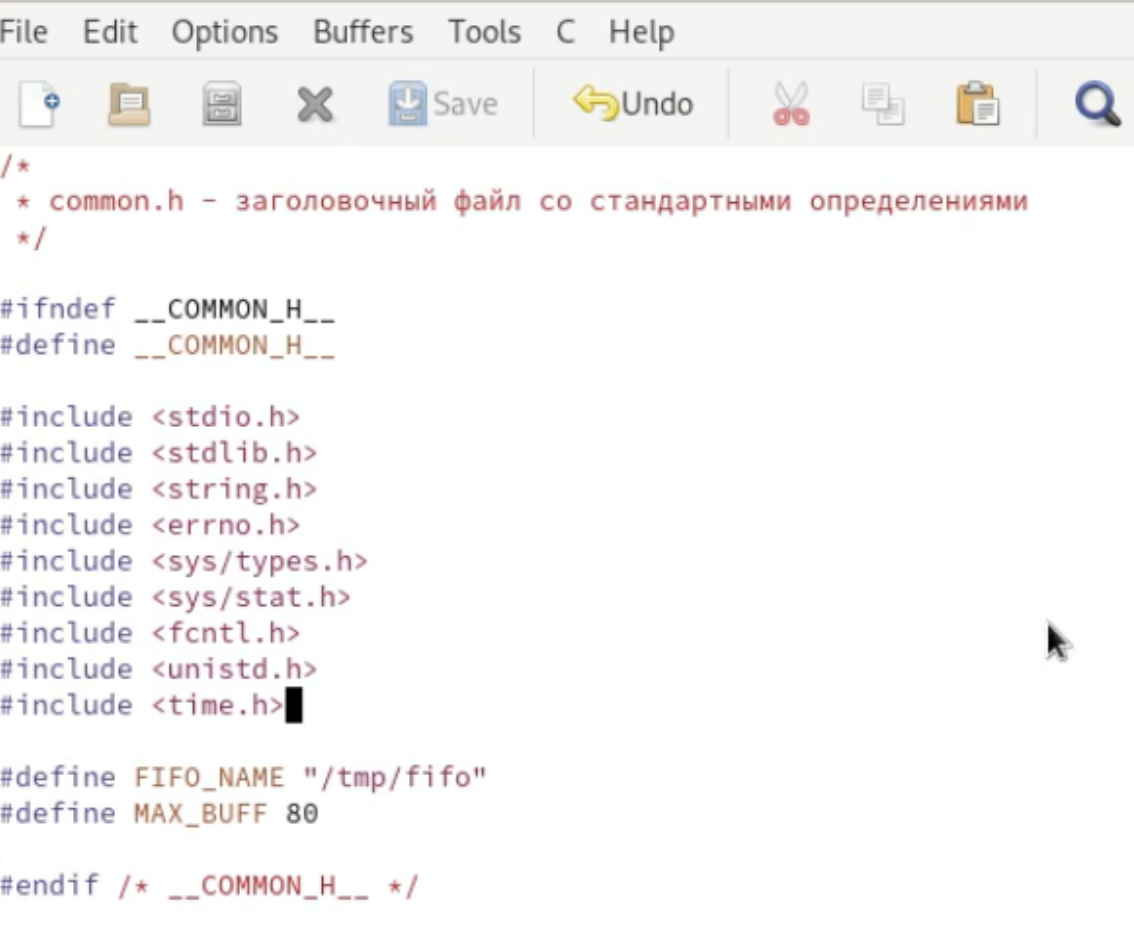 File Edit Options Buffers Tools C Help
Save Undo
/*
 * common.h - заголовочный файл со стандартными определениями
 */
#ifndef __COMMON_H__
#define __COMMON_H__
#include <stdio.h>
#include <stdlib.h>
#include <string.h>
#include <errno.h>
#include <sys/types.h>
#include <sys/stat.h>
#include <fcntl.h>
#include <unistd.h>
#include <time.h>
#define FIFO_NAME "/tmp/fifo"
#define MAX_BUFF 80
#endif /* __COMMON_H__ */